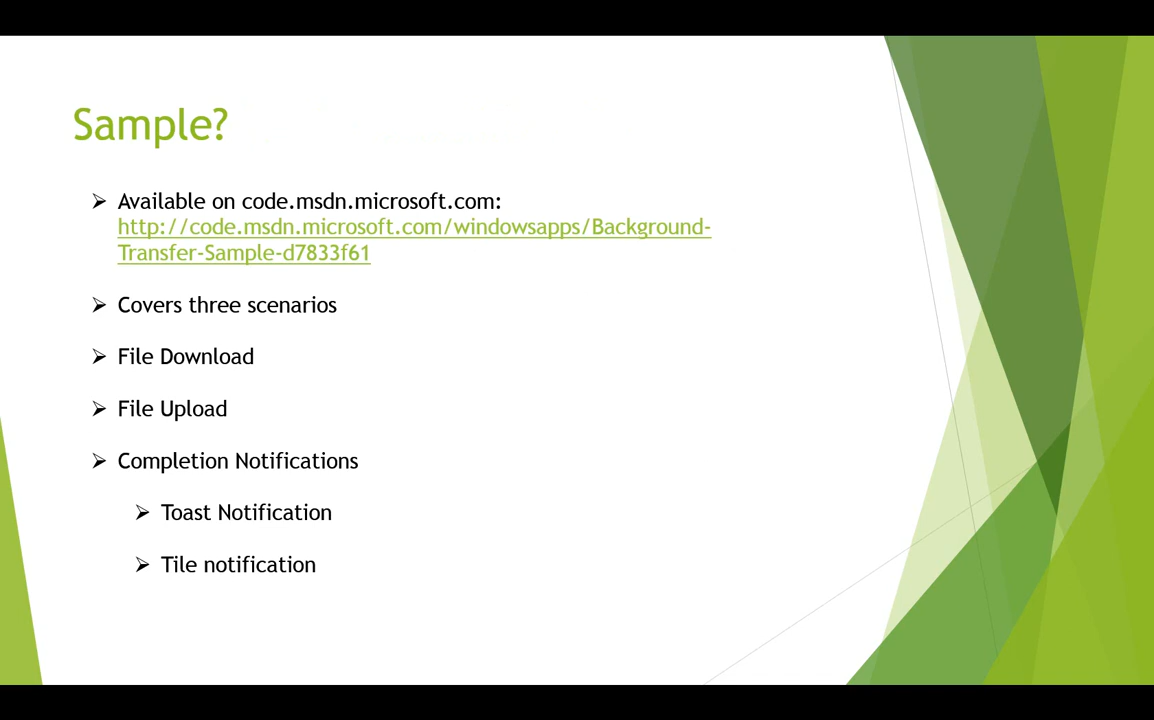 Sample?
Available on code.msdn.microsoft.com:
http://code.msdn.microsoft.com/windowsapps/Background-
Transfer-Sample-d7833f61
Covers three scenarios
File Download
File Upload
Completion Notifications
Toast Notification
Tile notification